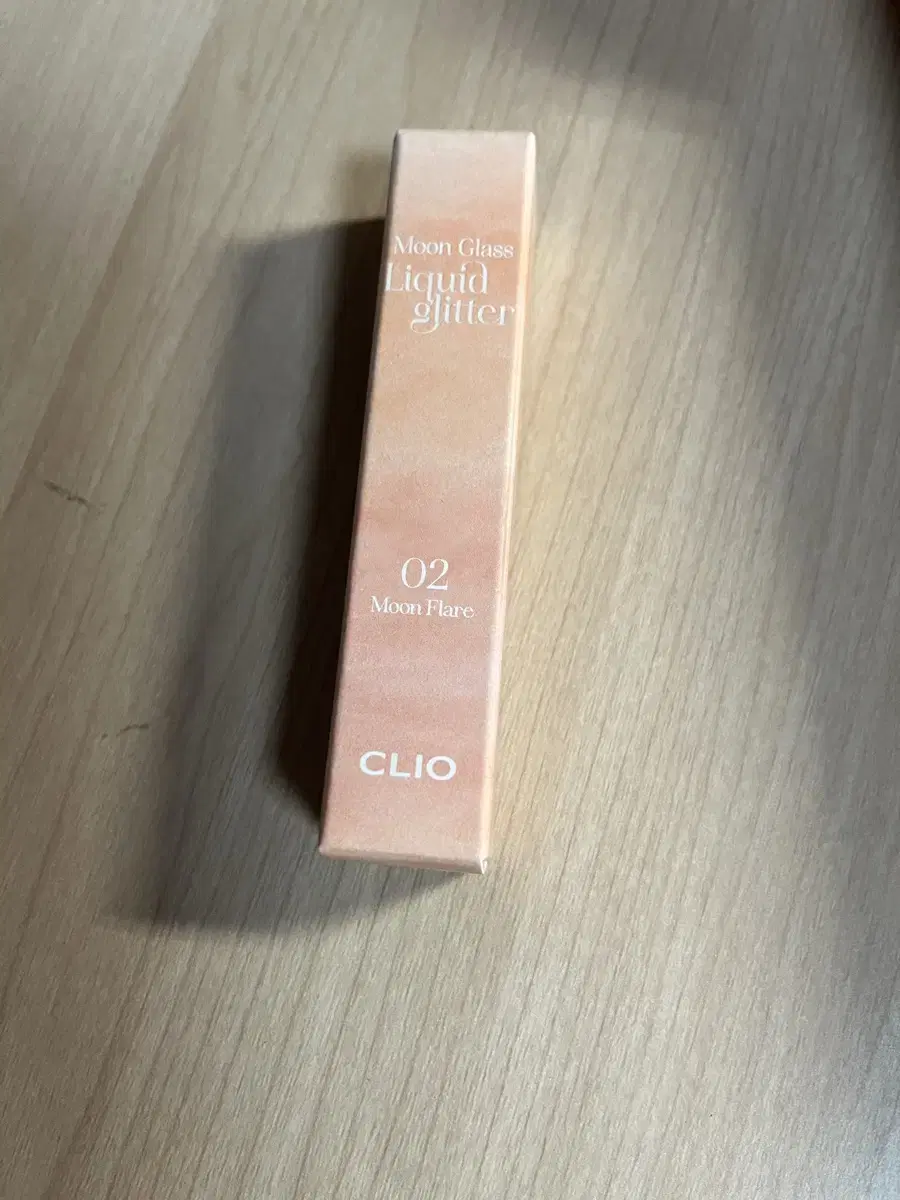 Moon Glass
Liquid
glitter
02
Moon Flare
CLIO